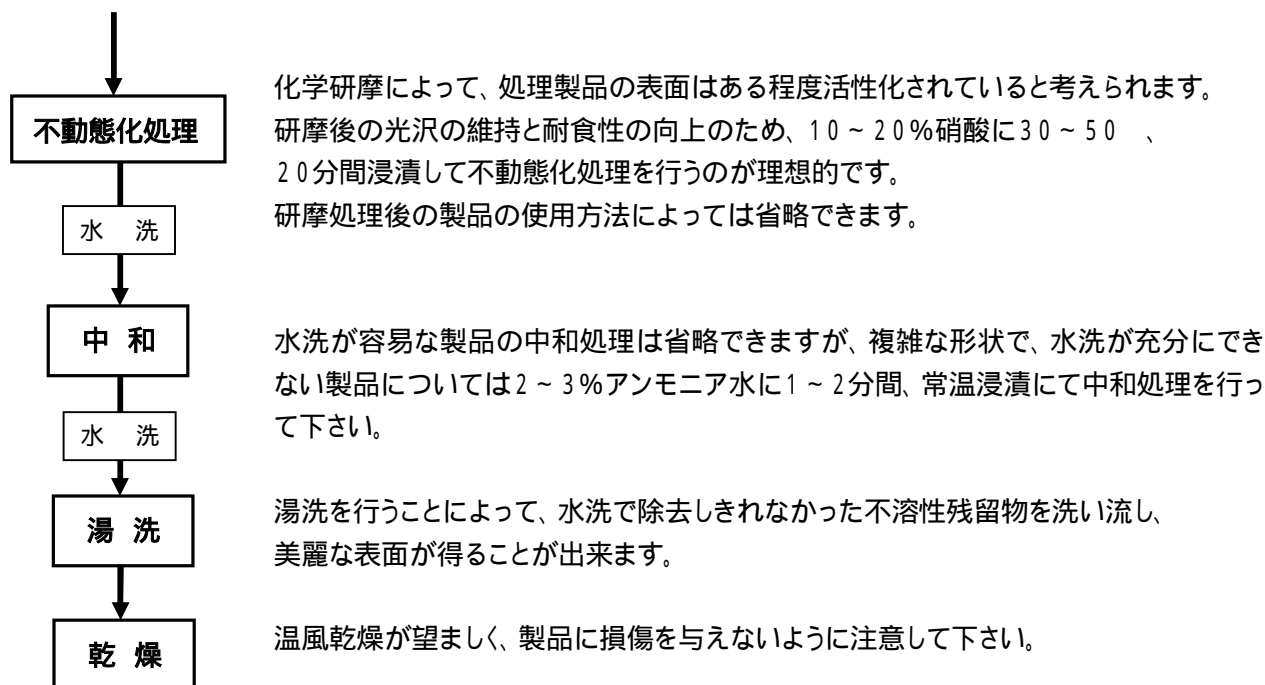 不動態化処理
化学研摩によって、処理製品の表面はある程度活性化されていると考えられます。
研摩後の光沢の維持と耐食性の向上のため、10~20%硝酸に30~50 、
20分間浸漬して不動態化処理を行うのが理想的です。
研摩処理後の製品の使用方法によっては省略できます。
水 洗
中 和
水洗が容易な製品の中和処理は省略できますが、複雑な形状で、水洗が充分にでき
ない製品については2~3%アンモニア水に1~2分間、常温浸漬にて中和処理を行っ
て下さい。
水 洗
湯 洗
湯洗を行うことによって、水洗で除去しきれなかった不溶性残留物を洗い流し、
美麗な表面が得ることが出来ます。
乾 燥
温風乾燥が望ましく、製品に損傷を与えないように注意して下さい。